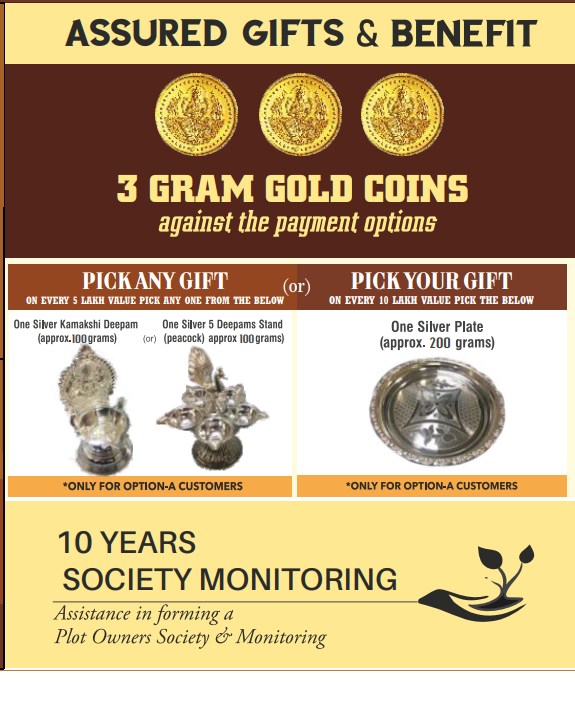 ASSURED GIFTS & BENEFIT
3 GRAM GOLD COINS
against the payment options
PICK ANY GIFT
ON EVERY 5 LAKH VALUE PICK ANY ONE FROM THE BELOW
(or)
PICK YOUR GIFT
ON EVERY 10 LAKH VALUE PICK THE BELOW
One Silver Kamakshi Deepam
(approx.100grams)
(or)
One Silver 5 Deepams Stand
(peacock) approx 100grams)
One Silver Plate
(approx. 200 grams)
*ONLY FOR OPTION-A CUSTOMERS
*ONLY FOR OPTION-A CUSTOMERS
10 YEARS
SOCIETY MONITORING
Assistance in forming a
Plot Owners Society & Monitoring